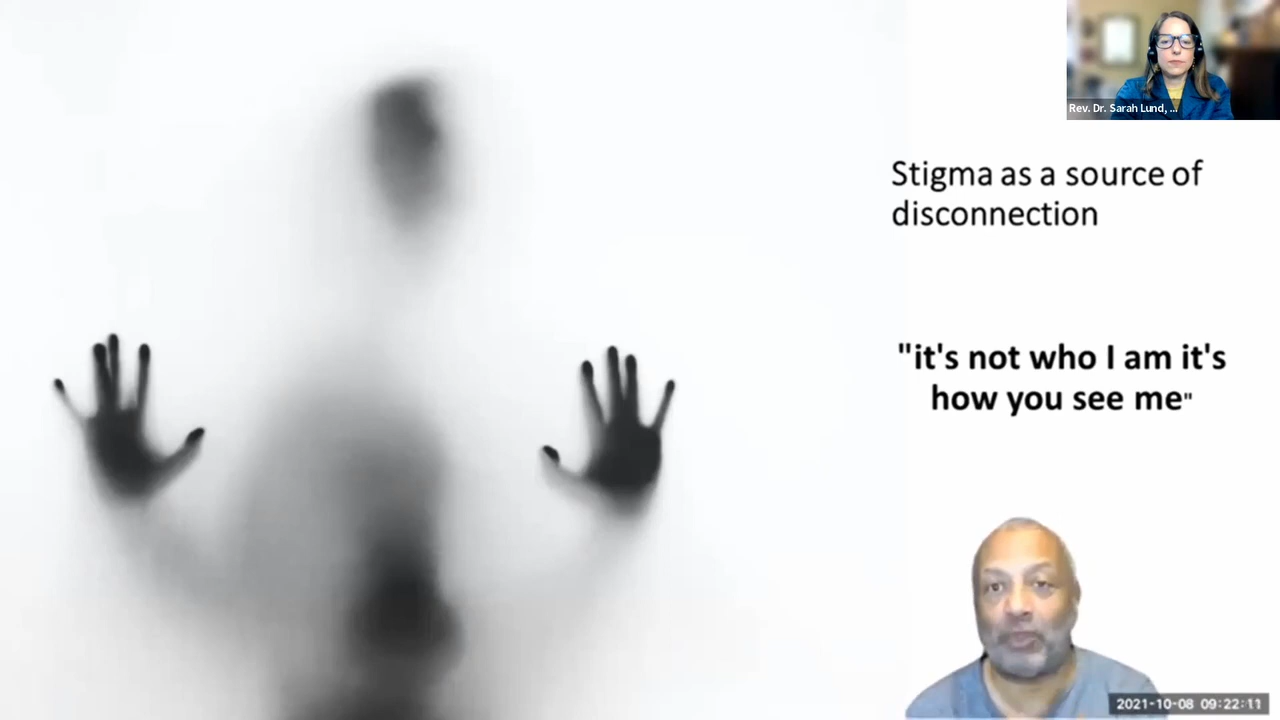 Rev. Dr. Sarah Lund, ...
Stigma as a source of
disconnection
"it's not who I am it's
how you see me"
2021-10-08 09:22:11